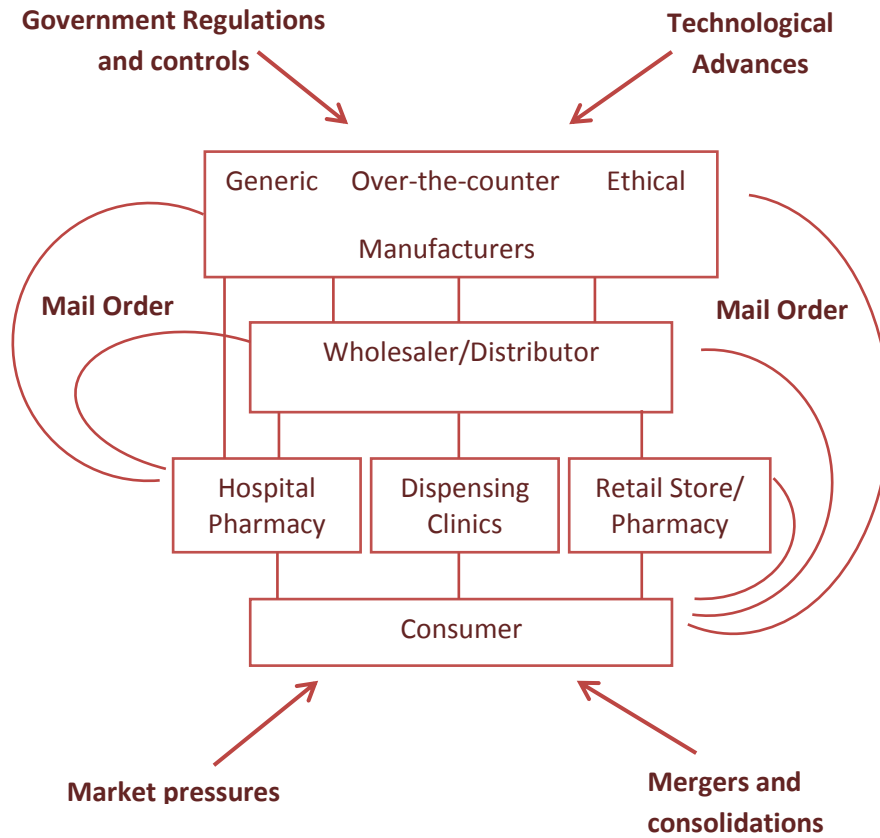 Government Regulations
and controls
Technological
Advances
Generic Over-the-counter Ethical
Manufacturers
Mail Order
Mail Order
Wholesaler/Distributor
Hospital
Pharmacy
Dispensing
Clinics
Retail Store/
Pharmacy
Consumer
Market pressures
Mergers and
consolidations